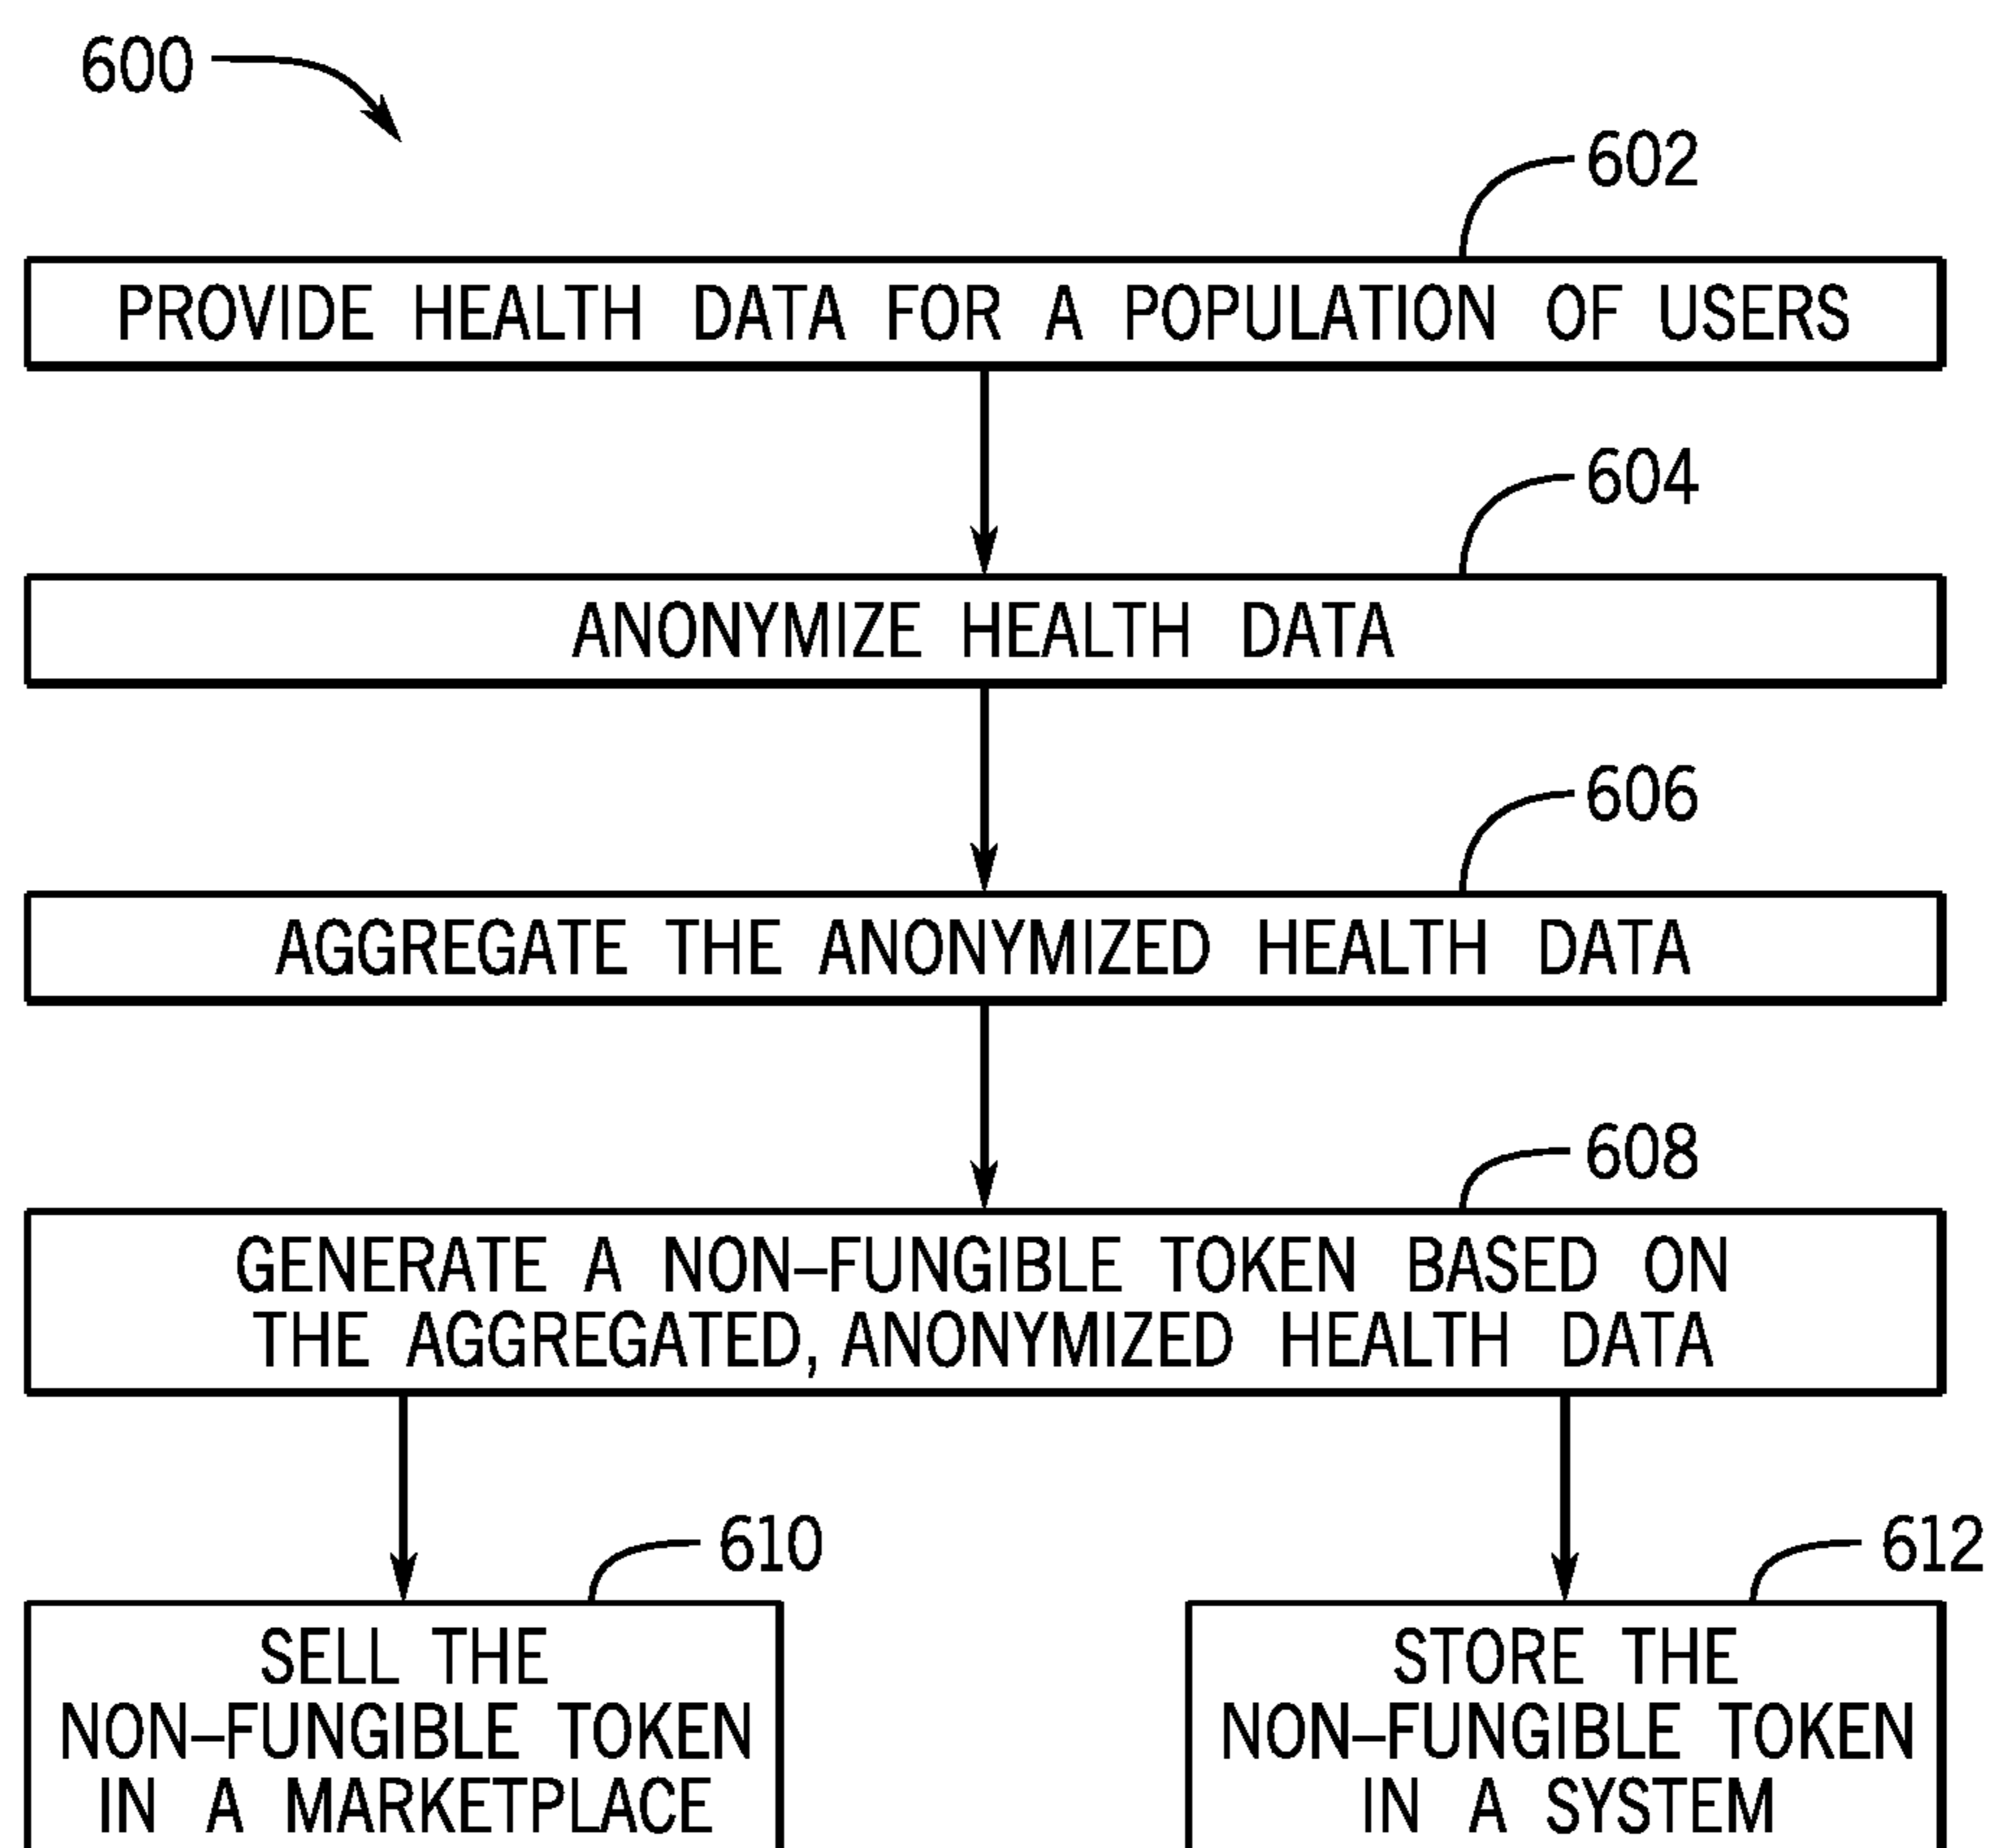 600
602
PROVIDE HEALTH DATA FOR A POPULATION OF USERS
604
ANONYMIZE HEALTH DATA
606
AGGREGATE THE ANONYMIZED HEALTH DATA
608
GENERATE A NON–FUNGIBLE TOKEN BASED ON
THE AGGREGATED, ANONYMIZED HEALTH DATA
610
SELL THE
NON–FUNGIBLE TOKEN
IN A MARKETPLACE
612
STORE THE
NON–FUNGIBLE TOKEN
IN A SYSTEM